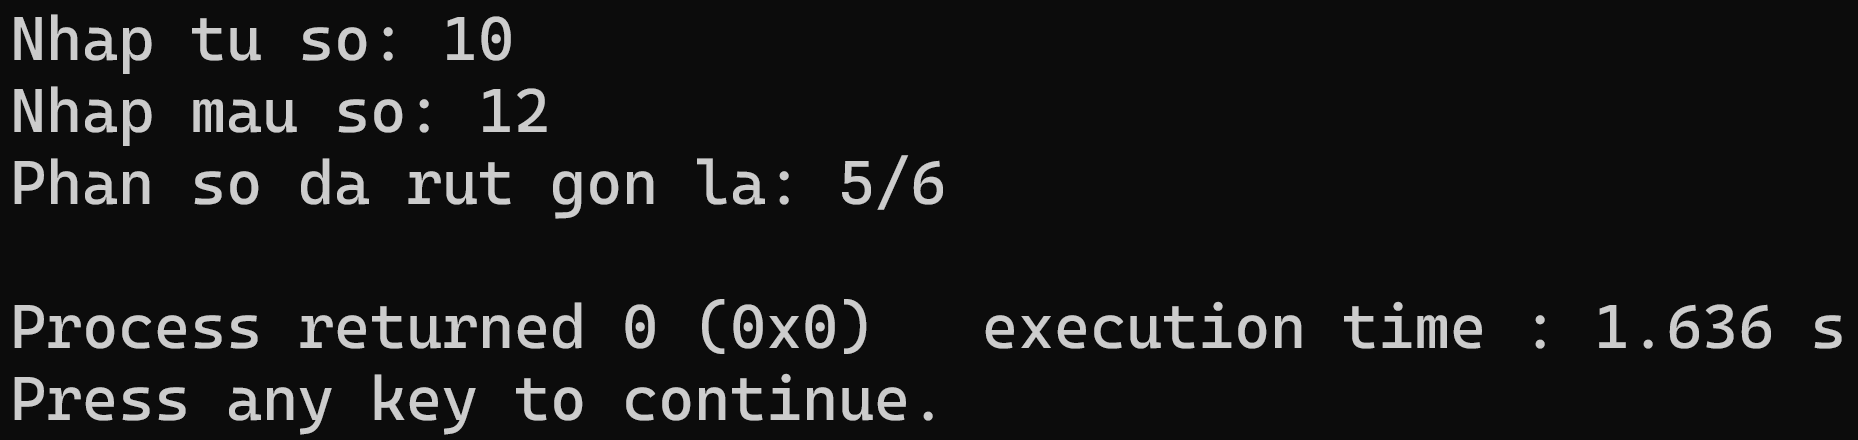 Nhap tu so: 10
Nhap mau so: 12
Phan so da rut gon la: 5/6
Process returned 0 (0x0)   execution time : 1.636 s
Press any key to continue.